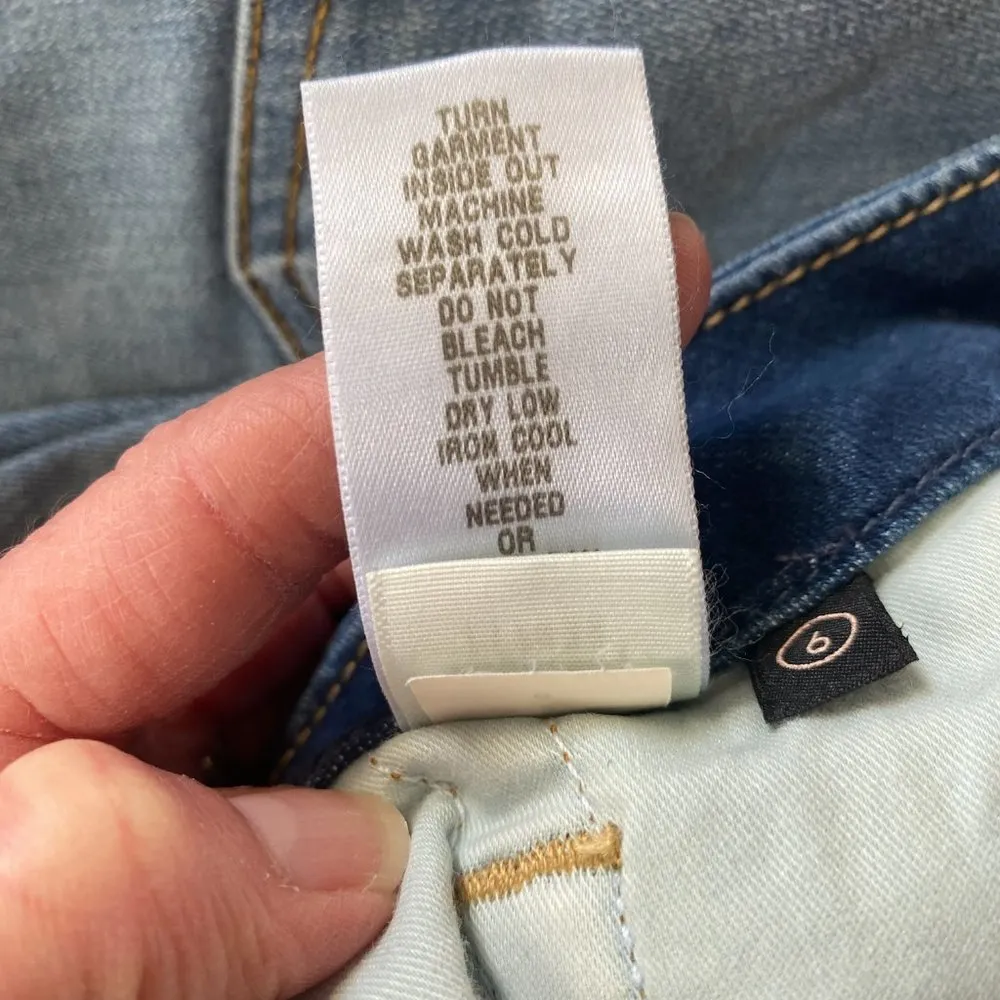 TURN
GARMENT
INSIDE OUT
MACHINE
WASH COLD
SEPARATELY
DO NOT
BLEACH
TUMBLE
DRY LOW
IRON COOL
WHEN
NEEDED
OR
6